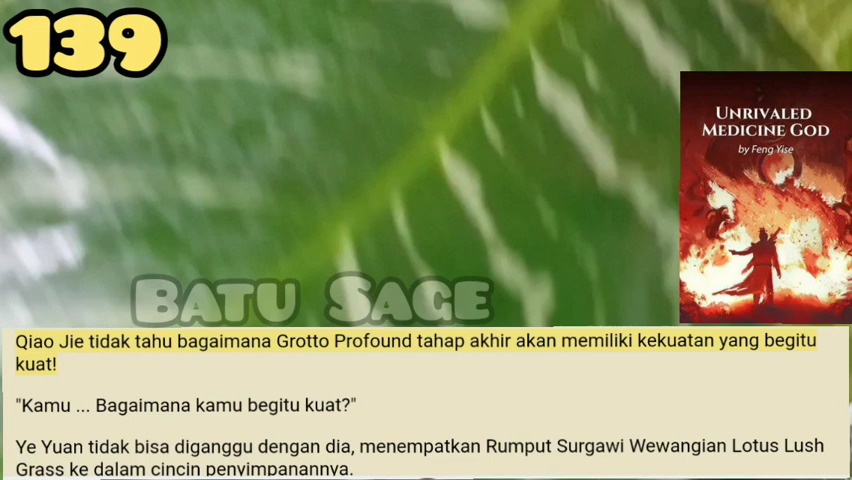 139
UNRIVALED
MEDICINE GOD
by Feng Yise
BATU SAGE
Qiao Jie tidak tahu bagaimana Grotto Profound tahap akhir akan memiliki kekuatan yang begitu
kuat!
"Kamu ... Bagaimana kamu begitu kuat?"
Ye Yuan tidak bisa diganggu dengan dia, menempatkan Rumput Surgawi Wewangian Lotus Lush
Grass ke dalam cincin penyimpanannya.